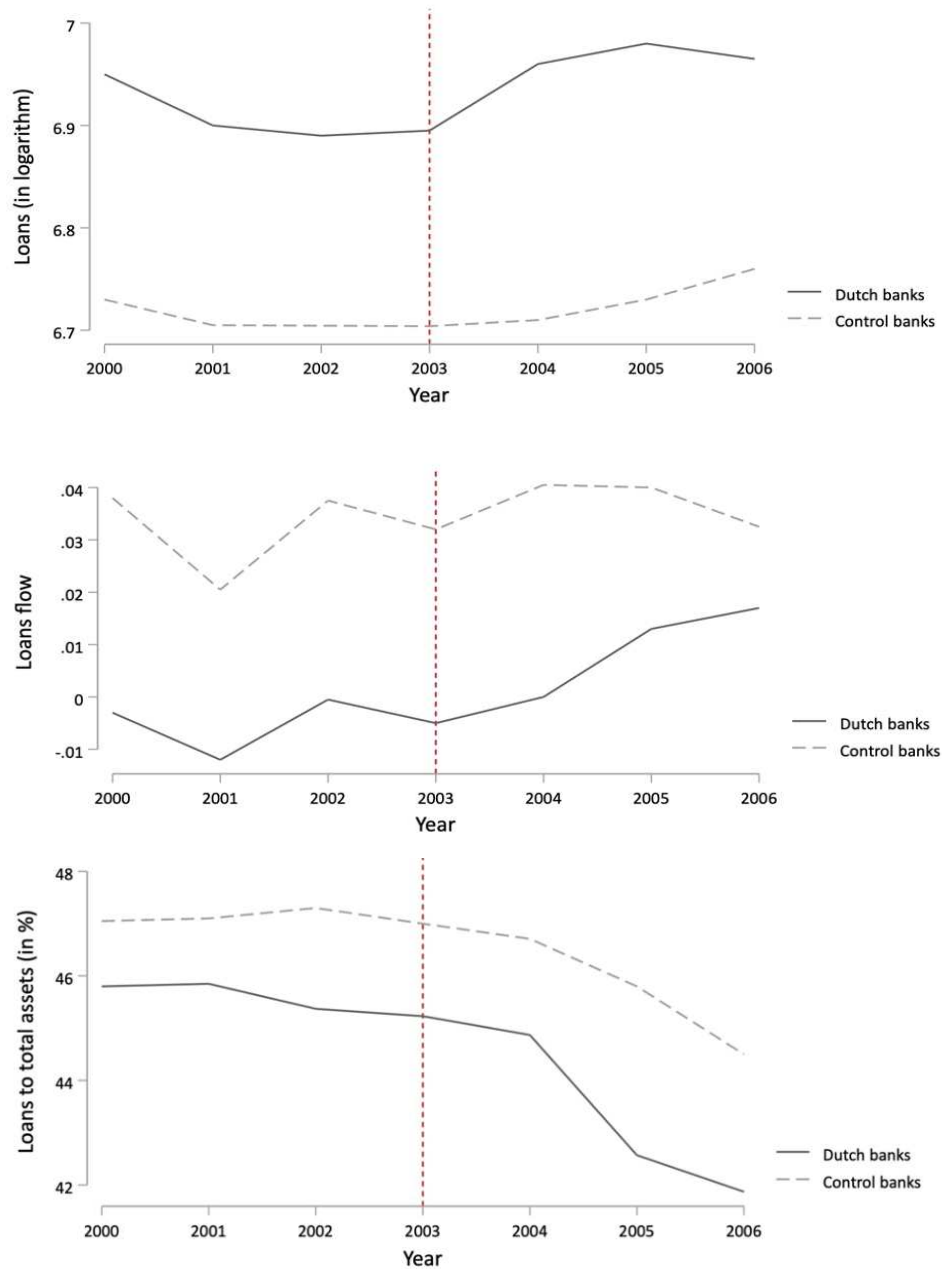 Loans (in logarithm)
7
6.9
6.8
6.7
2000 2001 2002 2003 2004 2005 2006
Year
Dutch banks
Control banks
Loans flow
.04
.03
.02
.01
0
-.01
2000 2001 2002 2003 2004 2005 2006
Year
Dutch banks
Control banks
Loans to total assets (in %)
48
46
44
42
2000 2001 2002 2003 2004 2005 2006
Year
Dutch banks
Control banks